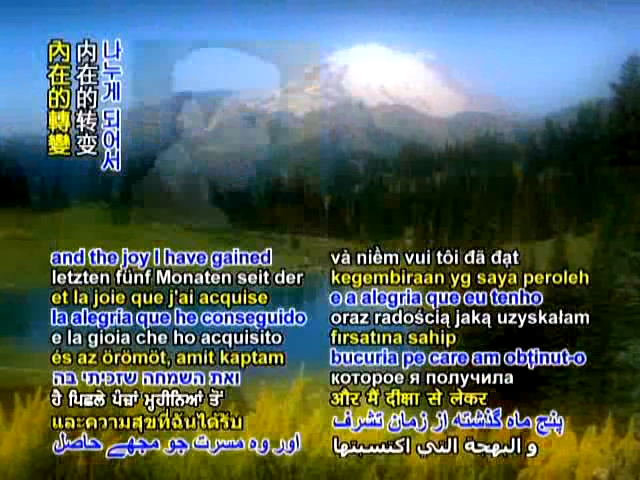 나누게 되어서
内在的转变
內在的轉變
and the joy I have gained
letzten fünf Monaten seit der
et la joie que j'ai acquise
la alegría que he conseguido
e la gioia che ho acquisito
és az örömöt, amit kaptam
ואת השמחה שזכיתי בה
ਹੈ ਪਿਛਲੇ ਪੰਜਾਂ ਮੁਹੀਨਿਆਂ ਤੋਂ
และความสุขที่ฉันได้รับ
اور وہ مسرت جو مجھے حاصل
và niềm vui tôi đã đạt
kegembiraan yg saya peroleh
e a alegria que eu tenho
oraz radością jaką uzyskałam
fırsatına sahip
bucuria pe care am obținut-o
которое я получила
और मैं दीक्षा से लेकर
پنج ماه گذشته از زمان تشرف
و البهجة التي اكتسبتها